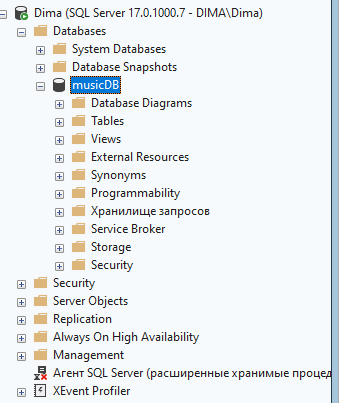 Dima (SQL Server 17.0.1000.7 - DIMA\Dima)
Databases
System Databases
Database Snapshots
musicDB
Database Diagrams
Tables
Views
External Resources
Synonyms
Programmability
Хранилище запросов
Service Broker
Storage
Security
Security
Server Objects
Replication
Always On High Availability
Management
Агент SQL Server (расширенные хранимые процед
XEvent Profiler